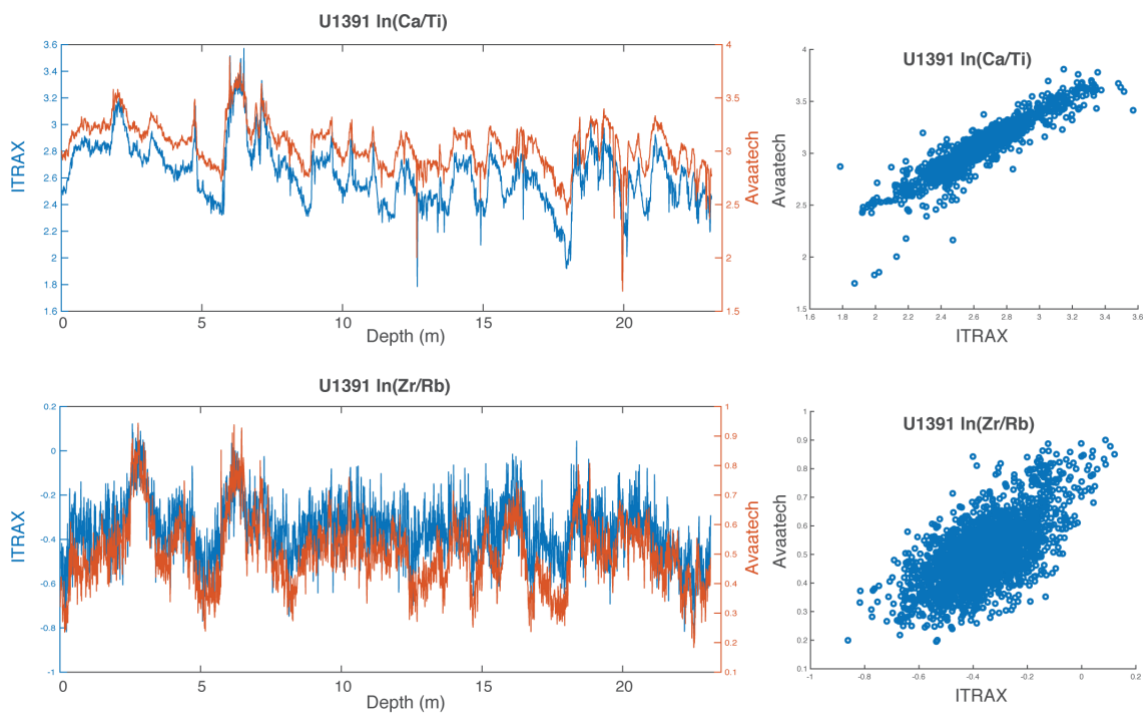 U1391 ln(Ca/Ti)
3.6
3.4
3.2
3
2.8
2.6
2.4
2.2
2
1.8
1.6
ITRAX
4
3.5
3
2.5
2
1.5
Avaatech
0 5 10 15 20
Depth (m)
U1391 ln(Ca/Ti)
4
3.5
3
2.5
2
1.5
Avaatech
1.6 1.8 2 2.2 2.4 2.6 2.8 3 3.2 3.4 3.6
ITRAX
U1391 ln(Zr/Rb)
0.2
0
-0.2
-0.4
-0.6
-0.8
-1
ITRAX
1
0.9
0.8
0.7
0.6
0.5
0.4
0.3
0.2
0.1
Avaatech
0 5 10 15 20
Depth (m)
U1391 ln(Zr/Rb)
1
0.9
0.8
0.7
0.6
0.5
0.4
0.3
0.2
0.1
Avaatech
-1 -0.8 -0.6 -0.4 -0.2 0 0.2
ITRAX